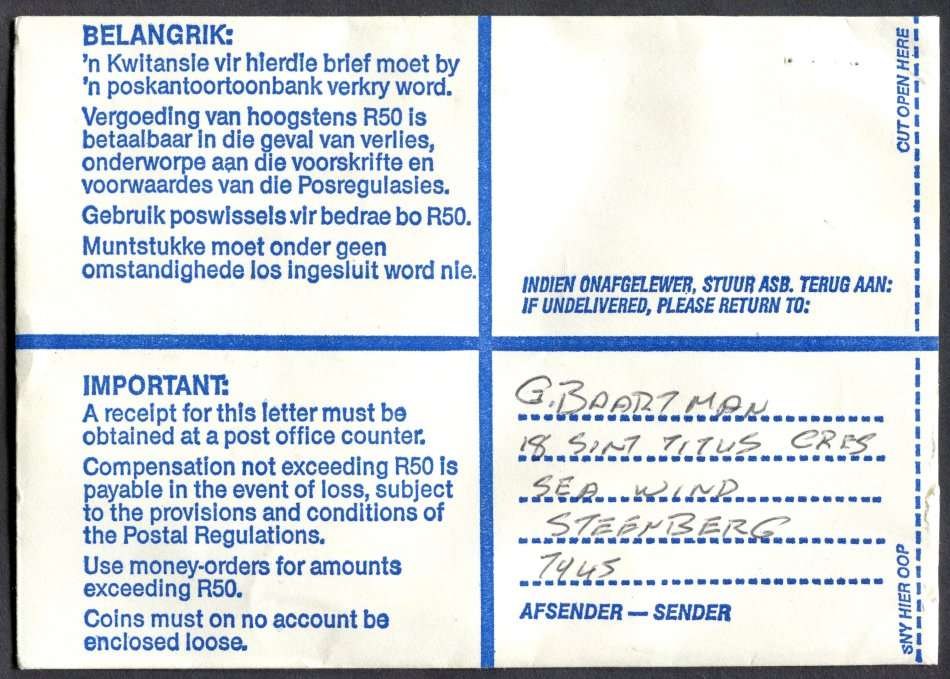 BELANGRIK:
'n Kwitansie vir hierdie brief moet by
'n poskantoortoonbank verkry word.
Vergoeding van hoogstens R50 is
betaalbaar in die geval van verlies,
onderworpe aan die voorskrifte en
voorwaardes van die Posregulasies.
Gebruik poswissels vir bedrae bo R50.
Muntstukke moet onder geen
omstandighede los ingesluit word nie.
CUT OPEN HERE
INDIEN ONAFGELEWER, STUUR ASB. TERUG AAN:
IF UNDELIVERED, PLEASE RETURN TO:
IMPORTANT:
A receipt for this letter must be
obtained at a post office counter.
Compensation not exceeding R50 is
payable in the event of loss, subject
to the provisions and conditions of
the Postal Regulations.
Use money-orders for amounts
exceeding R50.
Coins must on no account be
enclosed loose.
G. BAARTMAN
18 SINT TITUS CRES
SEA WIND
STEENBERG
7945
AFSENDER — SENDER
SNY HIER OOP